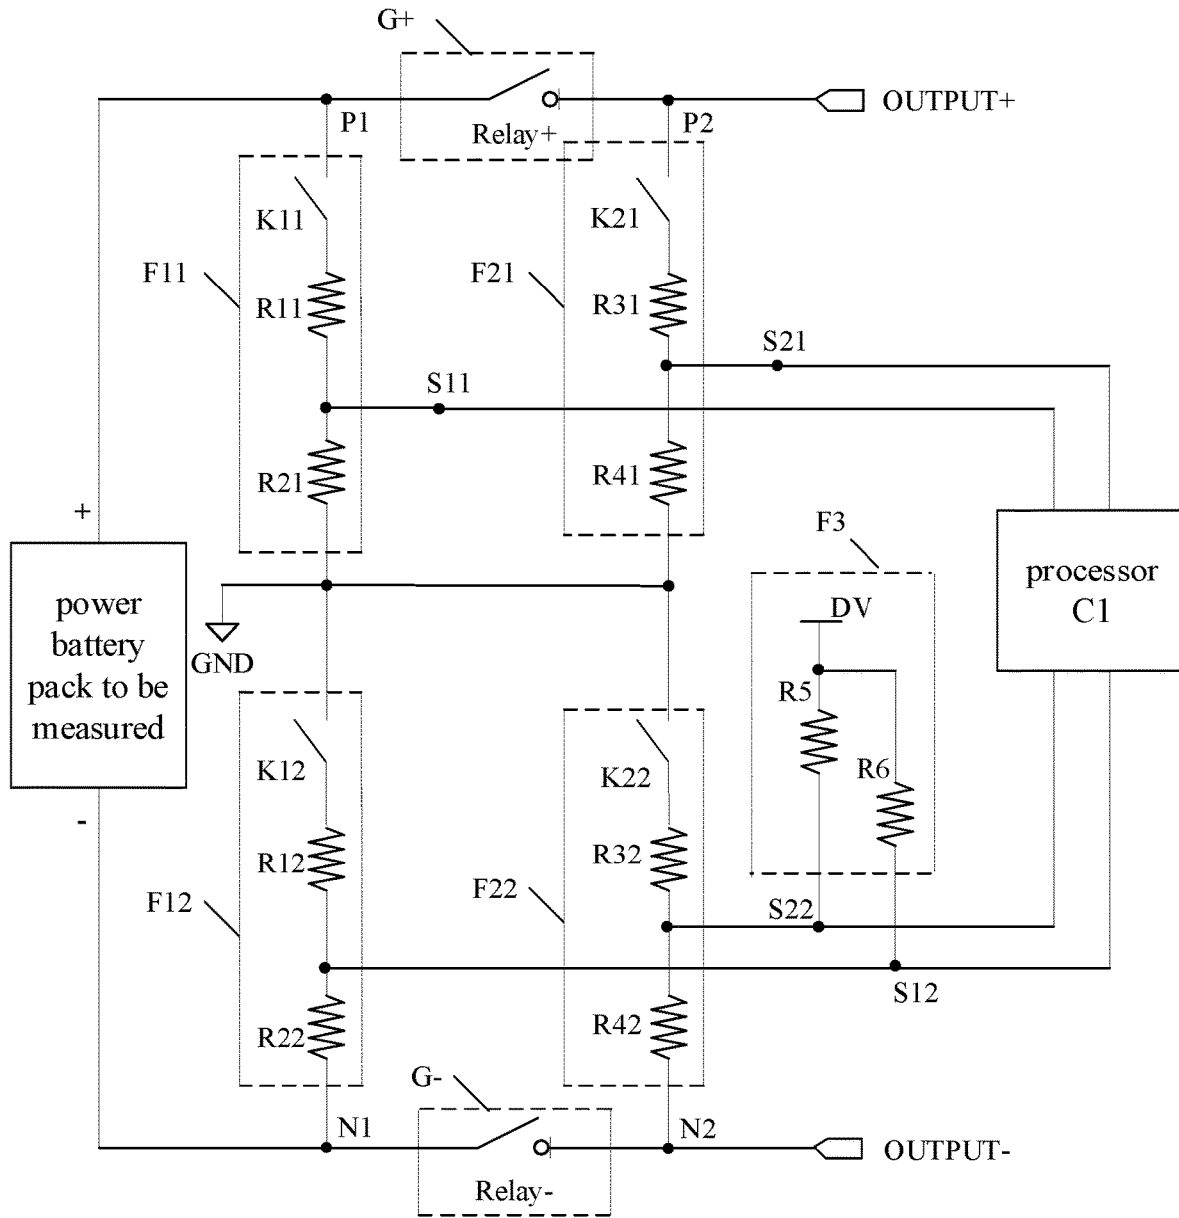 G+
OUTPUT+
P1
P2
Relay+
K11
K21
F11
F21
R11
R31
S21
S11
R21
R41
+
F3
power
battery
pack to be
measured
processor
C1
DV
GND
R5
K12
K22
R6
R12
R32
F12
F22
S22
S12
R22
R42
-
G-
N1
N2
OUTPUT-
Relay-